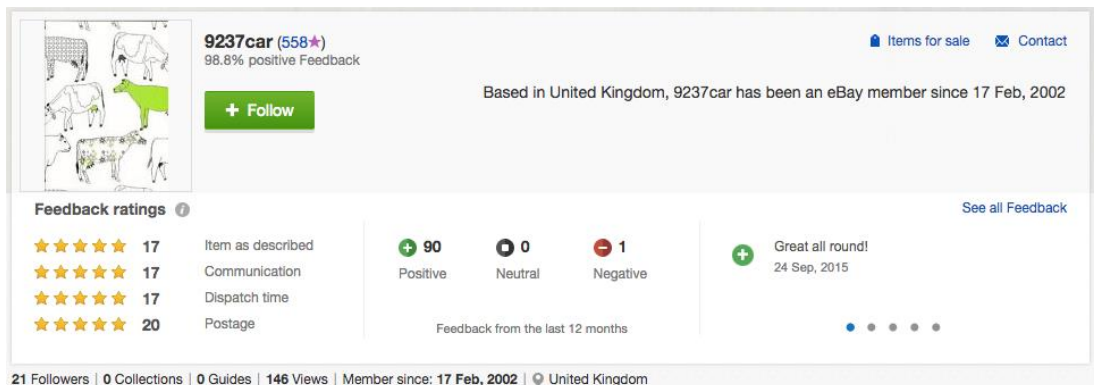 9237car (558★)
98.8% positive Feedback
+ Follow
Items for sale
Contact
Based in United Kingdom, 9237car has been an eBay member since 17 Feb, 2002
Feedback ratings
See all Feedback
17 Item as described
17 Communication
17 Dispatch time
20 Postage
90 0 1
Positive Neutral Negative
Feedback from the last 12 months
Great all round!
24 Sep, 2015
21 Followers | 0 Collections | 0 Guides | 146 Views | Member since: 17 Feb, 2002 | United Kingdom